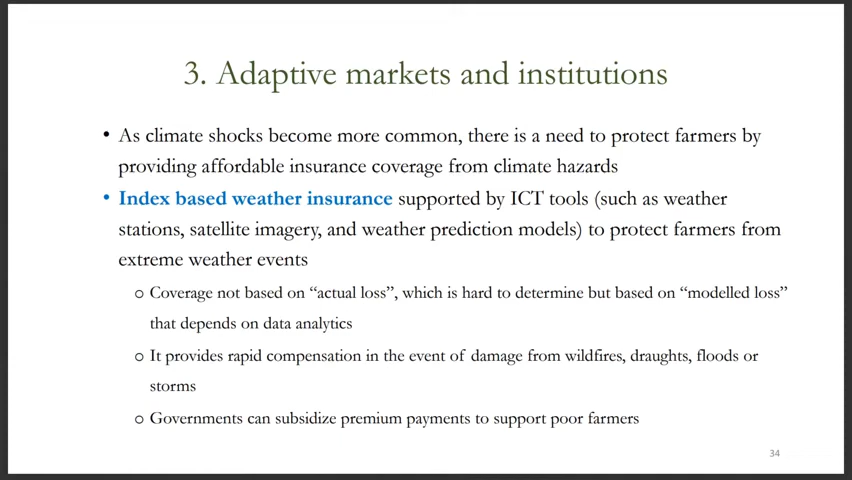 3. Adaptive markets and institutions
• As climate shocks become more common, there is a need to protect farmers by
providing affordable insurance coverage from climate hazards
• Index based weather insurance supported by ICT tools (such as weather
stations, satellite imagery, and weather prediction models) to protect farmers from
extreme weather events
o Coverage not based on “actual loss”, which is hard to determine but based on “modelled loss”
that depends on data analytics
o It provides rapid compensation in the event of damage from wildfires, draughts, floods or
storms
o Governments can subsidize premium payments to support poor farmers
34